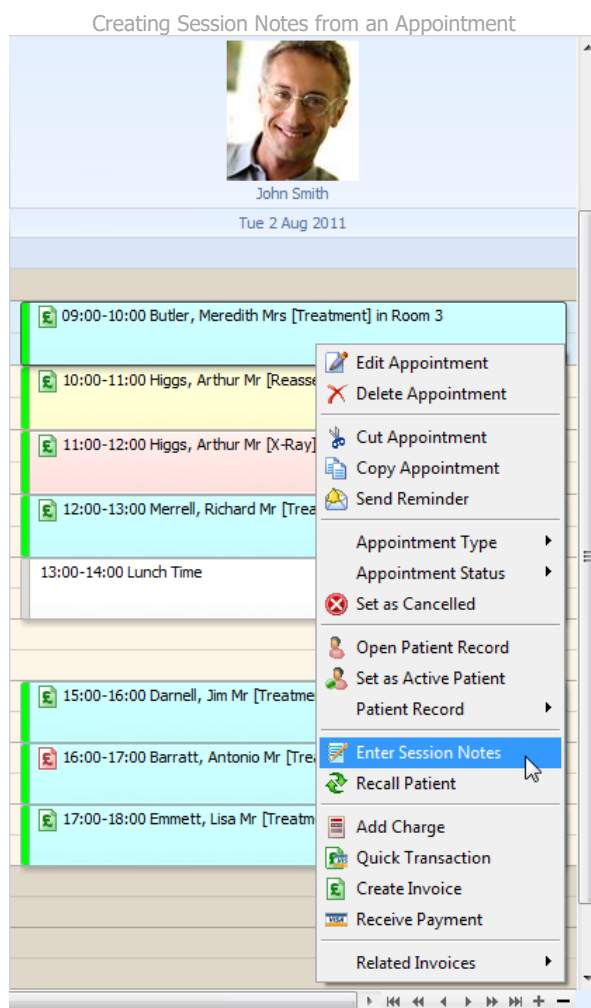 Creating Session Notes from an Appointment
John Smith
Tue 2 Aug 2011
09:00-10:00 Butler, Meredith Mrs [Treatment] in Room 3
10:00-11:00 Higgs, Arthur Mr [Reasse
11:00-12:00 Higgs, Arthur Mr [X-Ray]
12:00-13:00 Merrell, Richard Mr [Trea
13:00-14:00 Lunch Time
15:00-16:00 Darnell, Jim Mr [Treatme
16:00-17:00 Barratt, Antonio Mr [Trea
17:00-18:00 Emmett, Lisa Mr [Treatm
Edit Appointment
Delete Appointment
Cut Appointment
Copy Appointment
Send Reminder
Appointment Type
Appointment Status
Set as Cancelled
Open Patient Record
Set as Active Patient
Patient Record
Enter Session Notes
Recall Patient
Add Charge
Quick Transaction
Create Invoice
VISA Receive Payment
Related Invoices